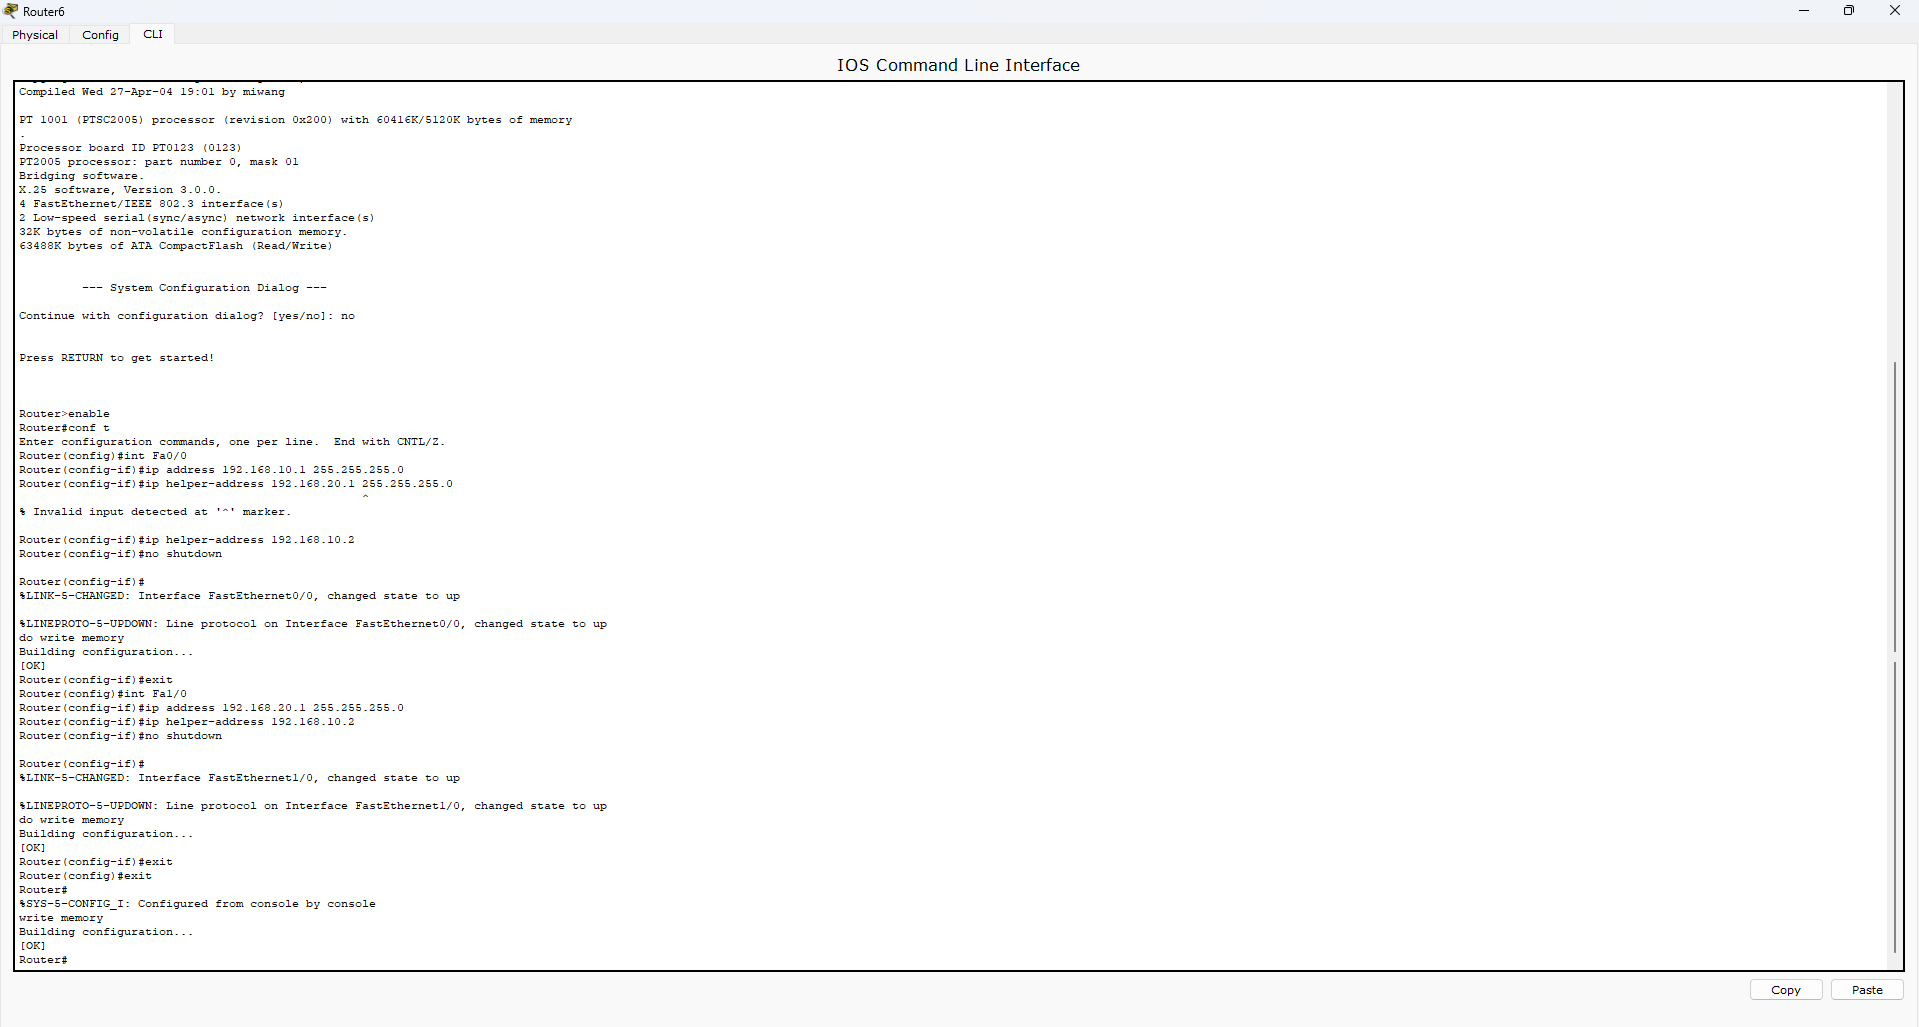 Router6
Physical Config CLI
IOS Command Line Interface
Compiled Wed 27-Apr-04 19:01 by miwang
PT 1001 (PTSC2005) processor (revision 0x200) with 60416K/5120K bytes of memory
.
Processor board ID PT0123 (0123)
PT2005 processor: part number 0, mask 01
Bridging software.
X.25 software, Version 3.0.0.
4 FastEthernet/IEEE 802.3 interface(s)
2 Low-speed serial(sync/async) network interface(s)
32K bytes of non-volatile configuration memory.
63488K bytes of ATA CompactFlash (Read/Write)
--- System Configuration Dialog ---
Continue with configuration dialog? [yes/no]: no
Press RETURN to get started!
Router>enable
Router#conf t
Enter configuration commands, one per line.  End with CNTL/Z.
Router(config)#int Fa0/0
Router(config-if)#ip address 192.168.10.1 255.255.255.0
Router(config-if)#ip helper-address 192.168.20.1 255.255.255.0
^
% Invalid input detected at '^' marker.
Router(config-if)#ip helper-address 192.168.10.2
Router(config-if)#no shutdown
Router(config-if)#
%LINK-5-CHANGED: Interface FastEthernet0/0, changed state to up
%LINEPROTO-5-UPDOWN: Line protocol on Interface FastEthernet0/0, changed state to up
do write memory
Building configuration...
[OK]
Router(config-if)#exit
Router(config)#int Fa1/0
Router(config-if)#ip address 192.168.20.1 255.255.255.0
Router(config-if)#ip helper-address 192.168.10.2
Router(config-if)#no shutdown
Router(config-if)#
%LINK-5-CHANGED: Interface FastEthernet1/0, changed state to up
%LINEPROTO-5-UPDOWN: Line protocol on Interface FastEthernet1/0, changed state to up
do write memory
Building configuration...
[OK]
Router(config-if)#exit
Router(config)#exit
Router#
%SYS-5-CONFIG_I: Configured from console by console
write memory
Building configuration...
[OK]
Router#
Copy Paste